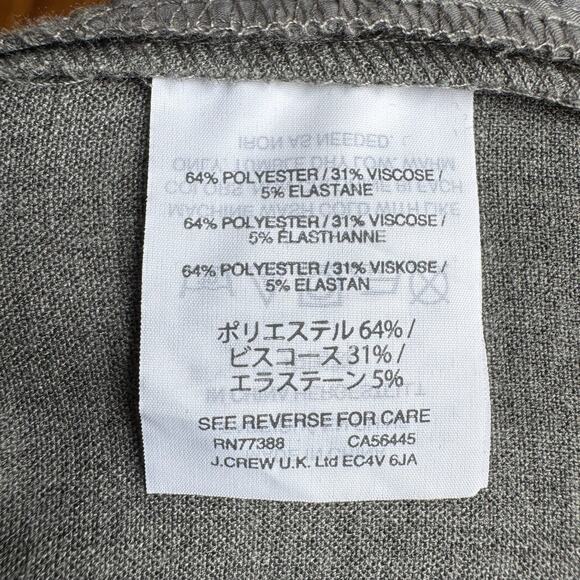 64% POLYESTER / 31% VISCOSE /
5% ELASTANE
64% POLYESTER / 31% VISCOSE /
5% ÉLASTHANNE
64% POLYESTER / 31% VISKOSE /
5% ELASTAN
ポリエステル 64% /
ビスコース 31% /
エラステーン 5%
SEE REVERSE FOR CARE
RN77388 CA56445
J.CREW U.K. Ltd EC4V 6JA